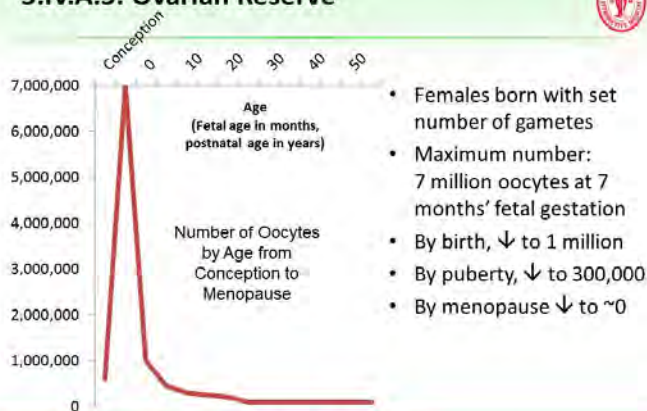 Ovarian Reserve
Conception
0
10
20
30
40
50
7,000,000
6,000,000
5,000,000
4,000,000
3,000,000
2,000,000
1,000,000
0
Age
(Fetal age in months,
postnatal age in years)
Number of Oocytes
by Age from
Conception to
Menopause
• Females born with set
number of gametes
• Maximum number:
7 million oocytes at 7
months' fetal gestation
• By birth, ↓ to 1 million
• By puberty, ↓ to 300,000
• By menopause ↓ to ~0